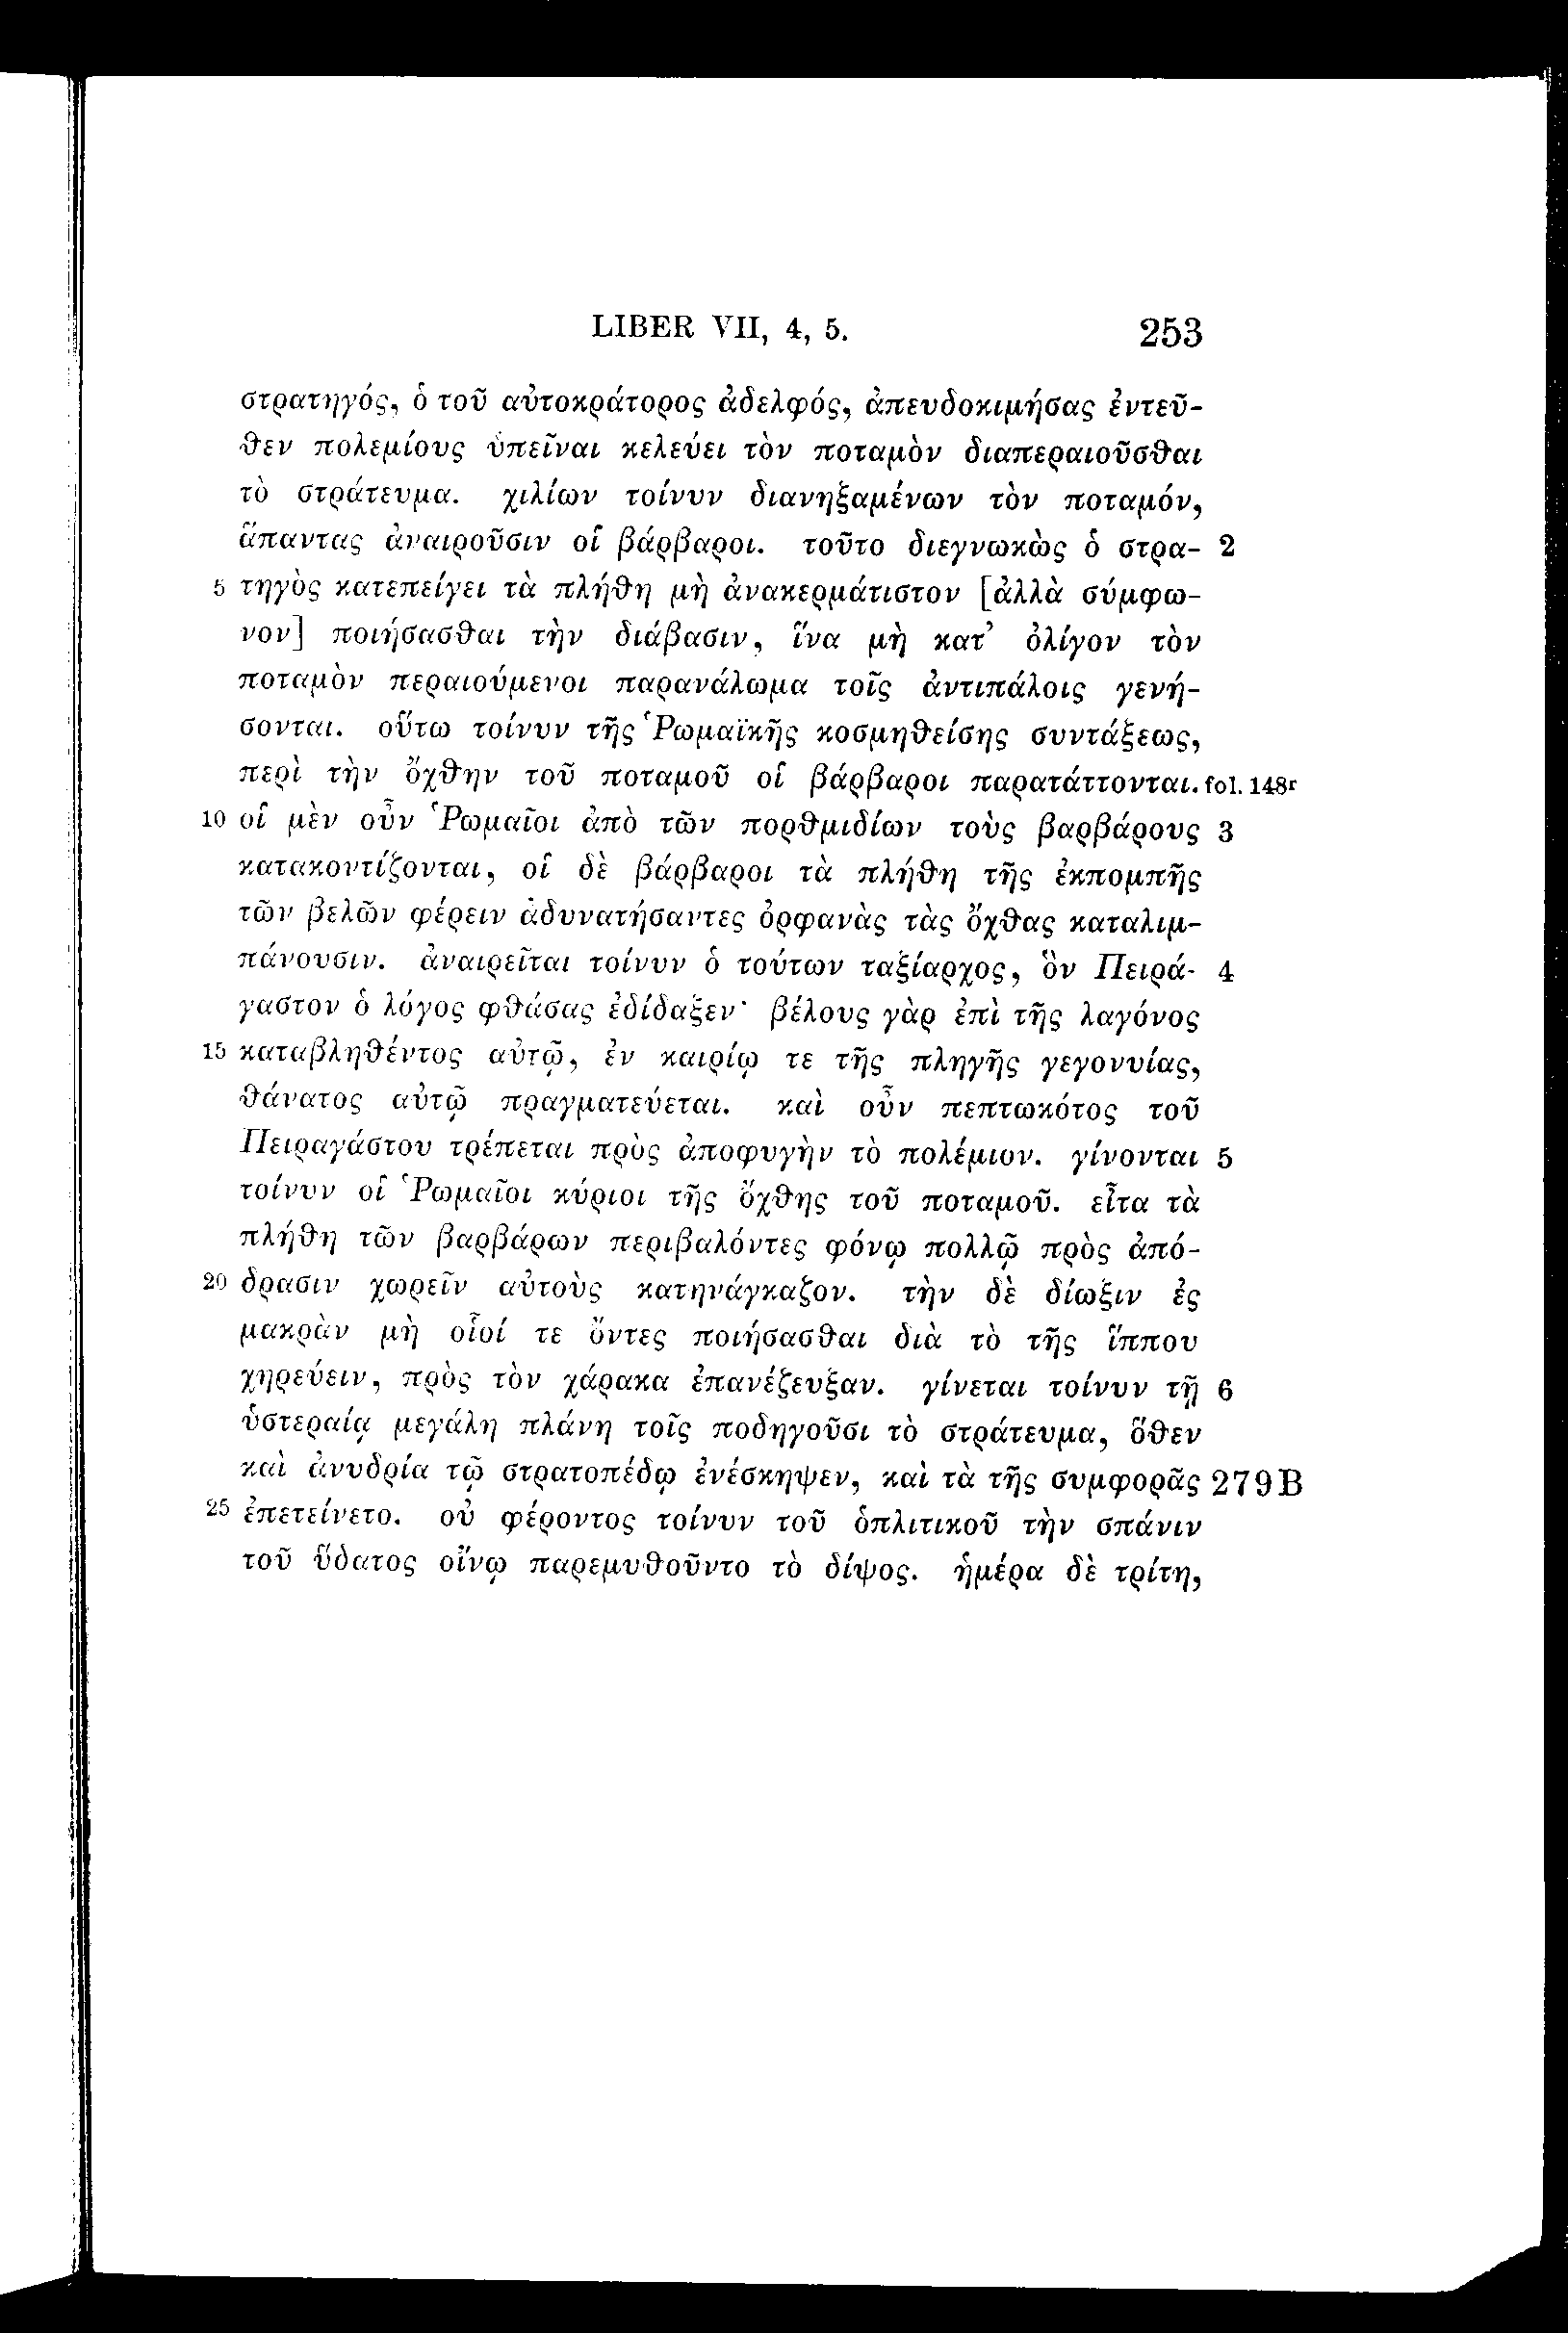 LIBER VII, 4, 5. 253
στρατηγός, ὁ τοῦ αὐτοκράτορος ἀδελφός, ἀπευδοκιμήσας ἐντεῦ-
θεν πολεμίους ὑπεῖναι κελεύει τὸν ποταμὸν διαπεραιοῦσθαι
τὸ στράτευμα. χιλίων τοίνυν διανηξαμένων τὸν ποταμόν,
ἅπαντας ἀναιροῦσιν οἱ βάρβαροι. τοῦτο διεγνωκὼς ὁ στρα- 2
5 τηγὸς κατεπείγει τὰ πλήθη μὴ ἀνακερμάτιστον [ἀλλὰ σύμφω-
νον] ποιήσασθαι τὴν διάβασιν, ἵνα μὴ κατ᾽ ὀλίγον τὸν
ποταμὸν περαιούμενοι παρανάλωμα τοῖς ἀντιπάλοις γενή-
σονται. οὕτω τοίνυν τῆς Ῥωμαϊκῆς κοσμηθείσης συντάξεως,
περὶ τὴν ὄχθην τοῦ ποταμοῦ οἱ βάρβαροι παρατάττονται. fol. 148r
10 οἱ μὲν οὖν Ῥωμαῖοι ἀπὸ τῶν πορθμιδίων τοὺς βαρβάρους 3
κατακοντίζονται, οἱ δὲ βάρβαροι τὰ πλήθη τῆς ἐκπομπῆς
τῶν βελῶν φέρειν ἀδυνατήσαντες ὀρφανὰς τὰς ὄχθας καταλιμ-
πάνουσιν. ἀναιρεῖται τοίνυν ὁ τούτων ταξίαρχος, ὃν Πειρά- 4
γαστον ὁ λόγος φθάσας ἐδίδαξεν· βέλους γὰρ ἐπὶ τῆς λαγόνος
15 καταβληθέντος αὐτῷ, ἐν καιρίῳ τε τῆς πληγῆς γεγονυίας,
θάνατος αὐτῷ πραγματεύεται. καὶ οὖν πεπτωκότος τοῦ
Πειραγάστου τρέπεται πρὸς ἀποφυγὴν τὸ πολέμιον. γίνονται 5
τοίνυν οἱ Ῥωμαῖοι κύριοι τῆς ὄχθης τοῦ ποταμοῦ. εἶτα τὰ
πλήθη τῶν βαρβάρων περιβαλόντες φόνῳ πολλῷ πρὸς ἀπό-
20 δρασιν χωρεῖν αὐτοὺς κατηνάγκαζον. τὴν δὲ δίωξιν ἐς
μακρὰν μὴ οἷοί τε ὄντες ποιήσασθαι διὰ τὸ τῆς ἵππου
χηρεύειν, πρὸς τὸν χάρακα ἐπανέζευξαν. γίνεται τοίνυν τῇ 6
ὑστεραίᾳ μεγάλη πλάνη τοῖς ποδηγοῦσι τὸ στράτευμα, ὅθεν
καὶ ἀνυδρία τῷ στρατοπέδῳ ἐνέσκηψεν, καὶ τὰ τῆς συμφορᾶς 279B
25 ἐπετείνετο. οὐ φέροντος τοίνυν τοῦ ὁπλιτικοῦ τὴν σπάνιν
τοῦ ὕδατος οἴνῳ παρεμυθοῦντο τὸ δίψος. ἡμέρα δὲ τρίτη,